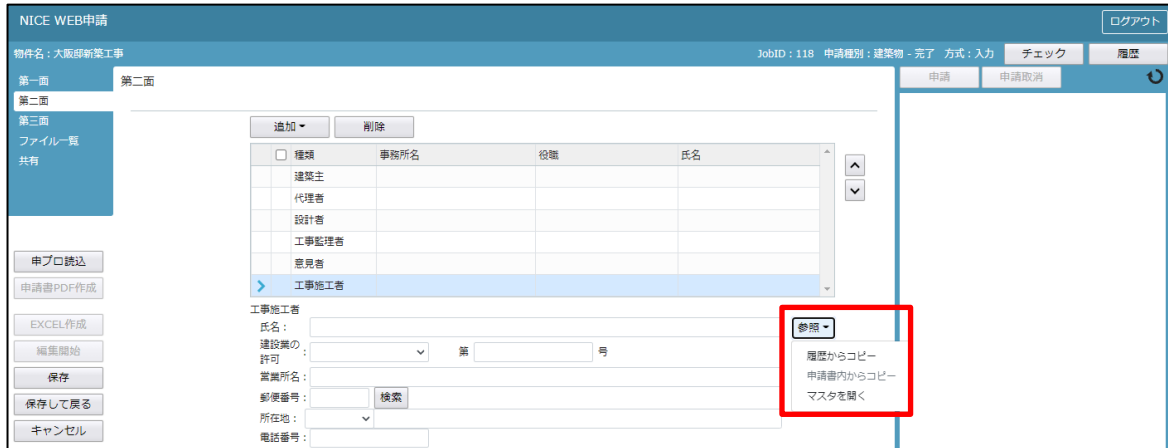 NICE WEB申請 ログアウト
物件名：大阪邸新築工事 JobID：118 申請種別：建築物 - 完了 方式：入力 チェック 履歴
第一面
第二面
第三面
ファイル一覧
共有
申プロ読込
申請書PDF作成
EXCEL作成
編集開始
保存
保存して戻る
キャンセル
第二面
追加 削除
種類 事務所名 役職 氏名
建築主
代理者
設計者
工事監理者
意見者
工事施工者
工事施工者
氏名：
参照
建設業の許可： 第 号
営業所名：
郵便番号： 検索
所在地：
電話番号：
履歴からコピー
申請書内からコピー
マスタを開く
申請 申請取消